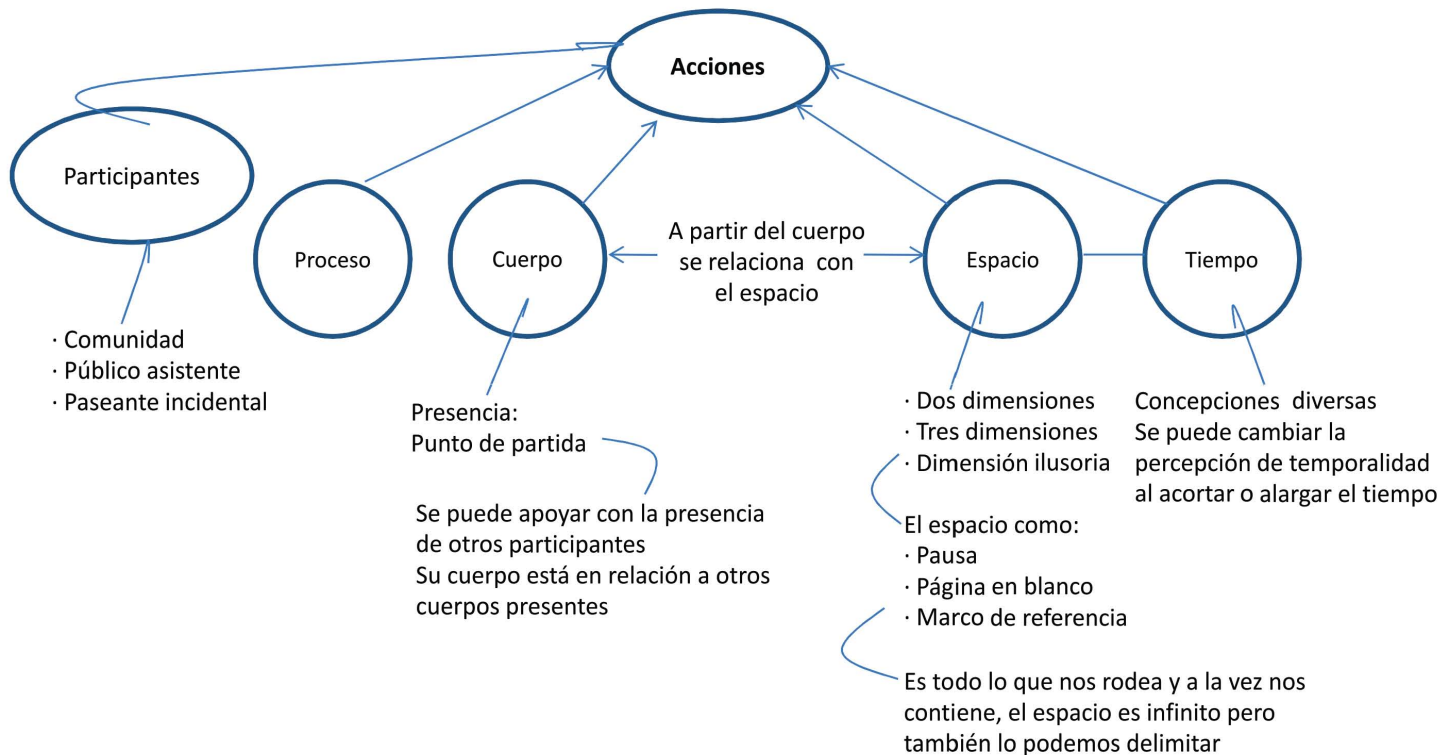 Acciones
Participantes
Proceso
Cuerpo
A partir del cuerpo
se relaciona con
el espacio
Espacio
Tiempo
· Comunidad
· Público asistente
· Paseante incidental
Presencia:
Punto de partida
Se puede apoyar con la presencia
de otros participantes
Su cuerpo está en relación a otros
cuerpos presentes
· Dos dimensiones
· Tres dimensiones
· Dimensión ilusoria
El espacio como:
· Pausa
· Página en blanco
· Marco de referencia
Es todo lo que nos rodea y a la vez nos
contiene, el espacio es infinito pero
también lo podemos delimitar
Concepciones diversas
Se puede cambiar la
percepción de temporalidad
al acortar o alargar el tiempo